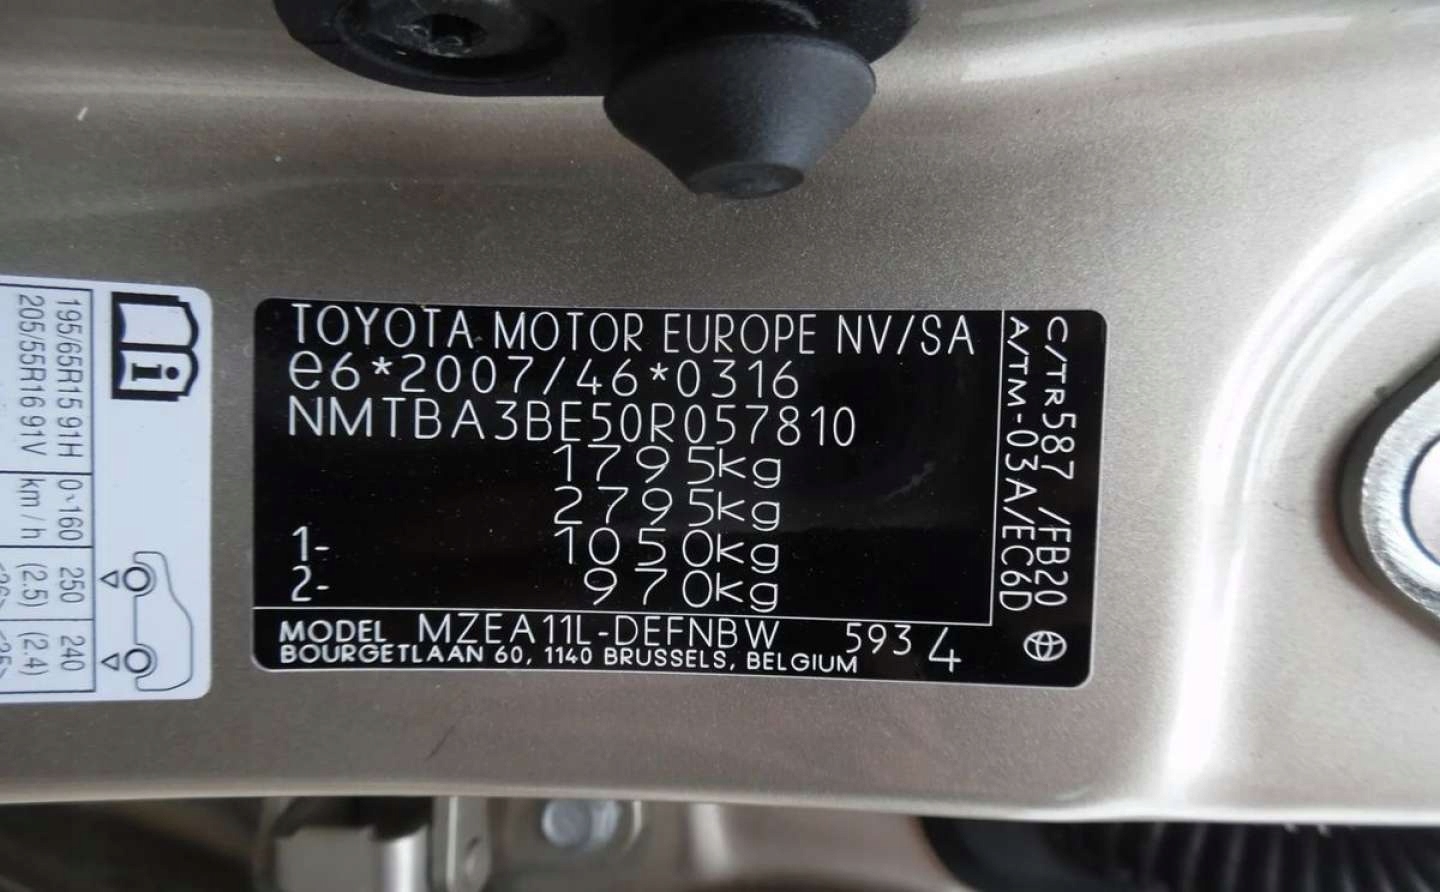 TOYOTA MOTOR EUROPE NV/SA
e6*2007/46*0316
NMTBA3BE50R057810
1795kg
2795kg
1- 1050kg
2- 970kg
MODEL MZEA11L-DEFNBW 593 4
BOURGETLAAN 60, 1140 BRUSSELS, BELGIUM
C/TR 587 /FB20
A/TM-03A/EC6D
195/65R15 91H
205/55R16 91V
0~160
km/h
250
(2.5)
240
(2.4)